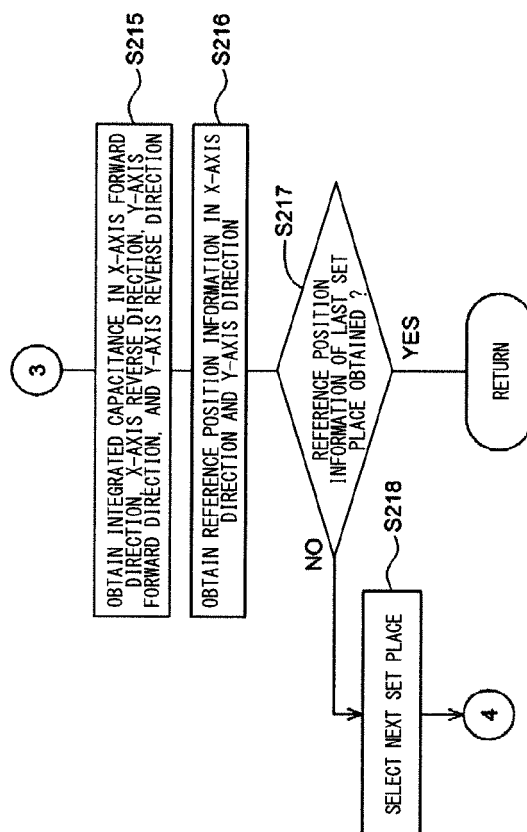 3
OBTAIN INTEGRATED CAPACITANCE IN X-AXIS FORWARD
DIRECTION, X-AXIS REVERSE DIRECTION, Y-AXIS
FORWARD DIRECTION, AND Y-AXIS REVERSE DIRECTION
S215
OBTAIN REFERENCE POSITION INFORMATION IN X-AXIS
DIRECTION AND Y-AXIS DIRECTION
S216
REFERENCE POSITION
INFORMATION OF LAST SET
PLACE OBTAINED ?
S217
NO
YES
SELECT NEXT SET PLACE
S218
RETURN
4